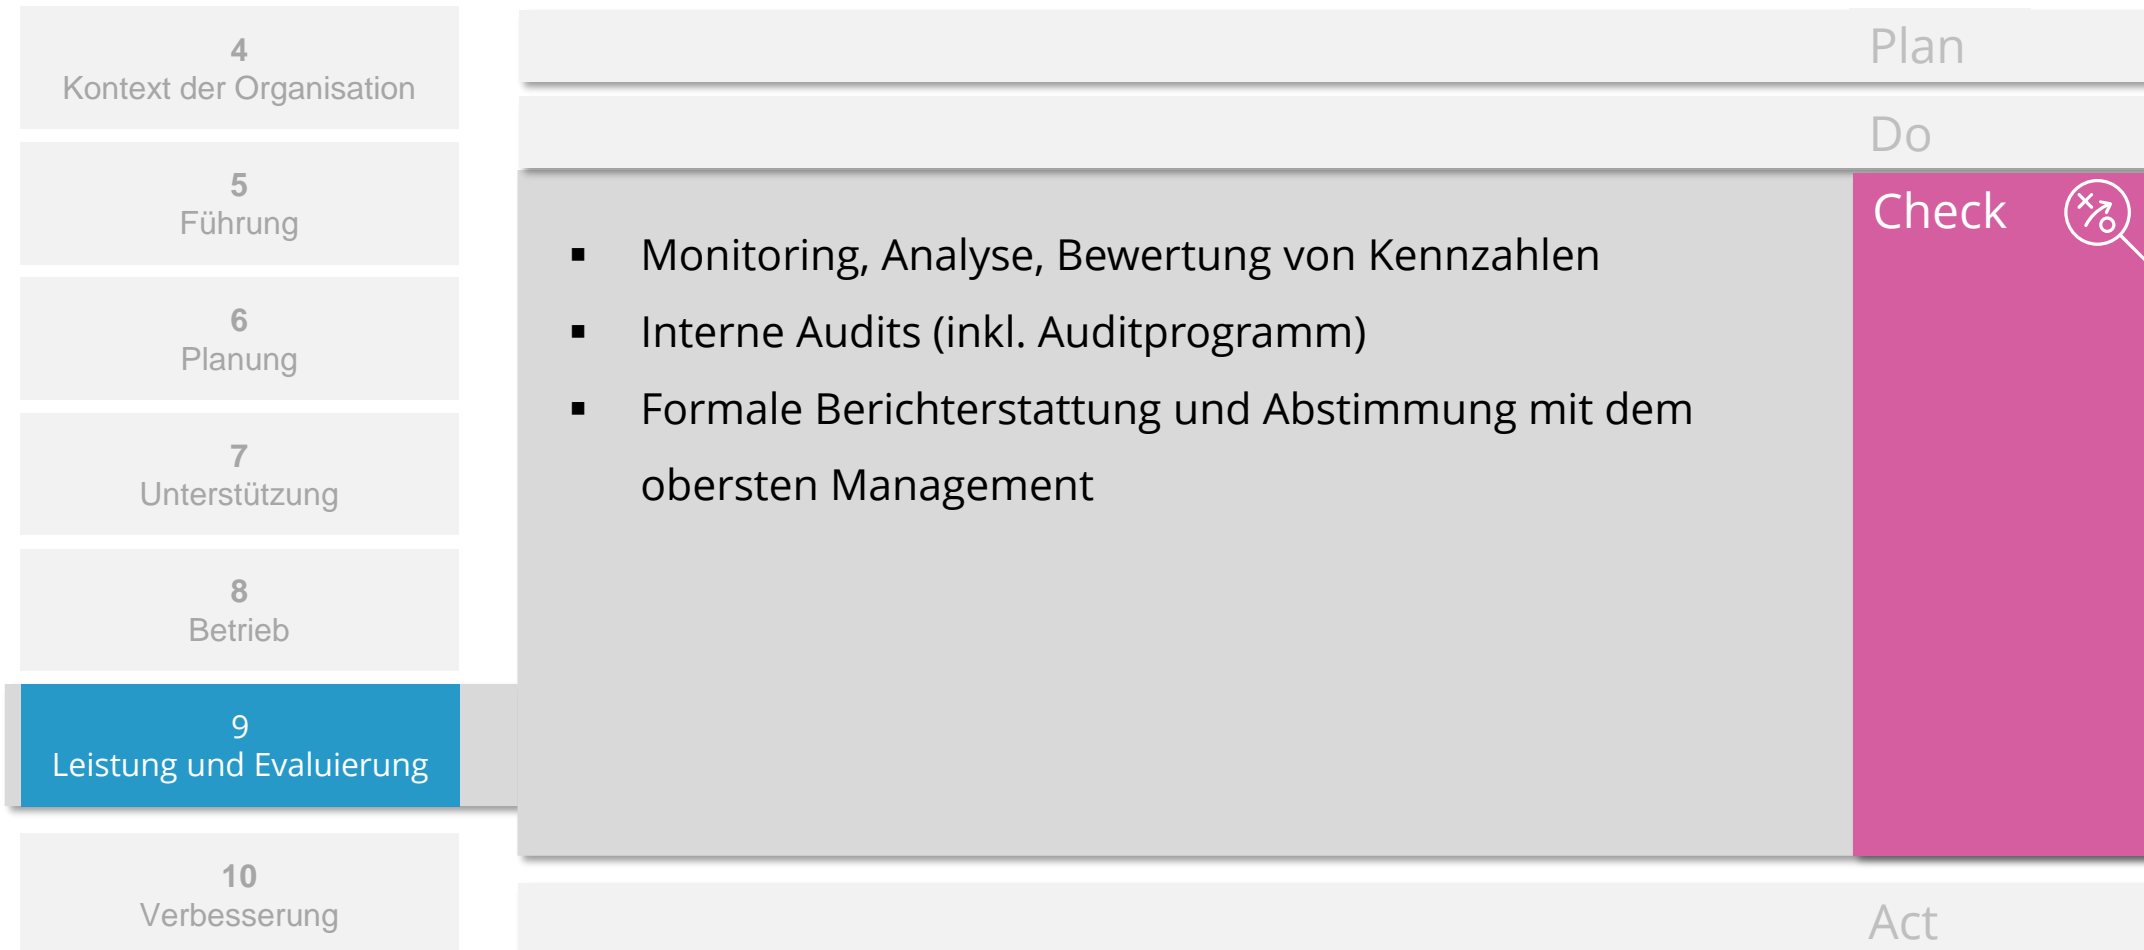 4
Kontext der Organisation
5
Führung
6
Planung
7
Unterstützung
8
Betrieb
9
Leistung und Evaluierung
10
Verbesserung
Plan
Do
Check
▪ Monitoring, Analyse, Bewertung von Kennzahlen
▪ Interne Audits (inkl. Auditprogramm)
▪ Formale Berichterstattung und Abstimmung mit dem
obersten Management
Act